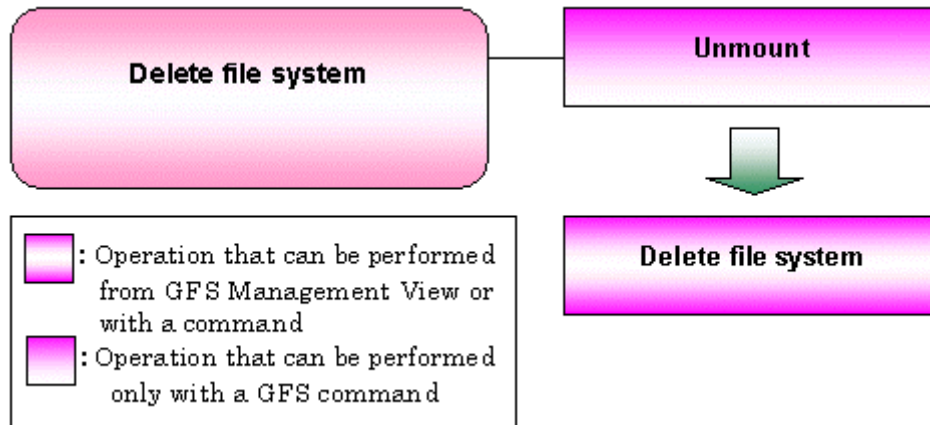 Delete file system
Unmount
Delete file system
: Operation that can be performed
from GFS Management View or
with a command
: Operation that can be performed
only with a GFS command